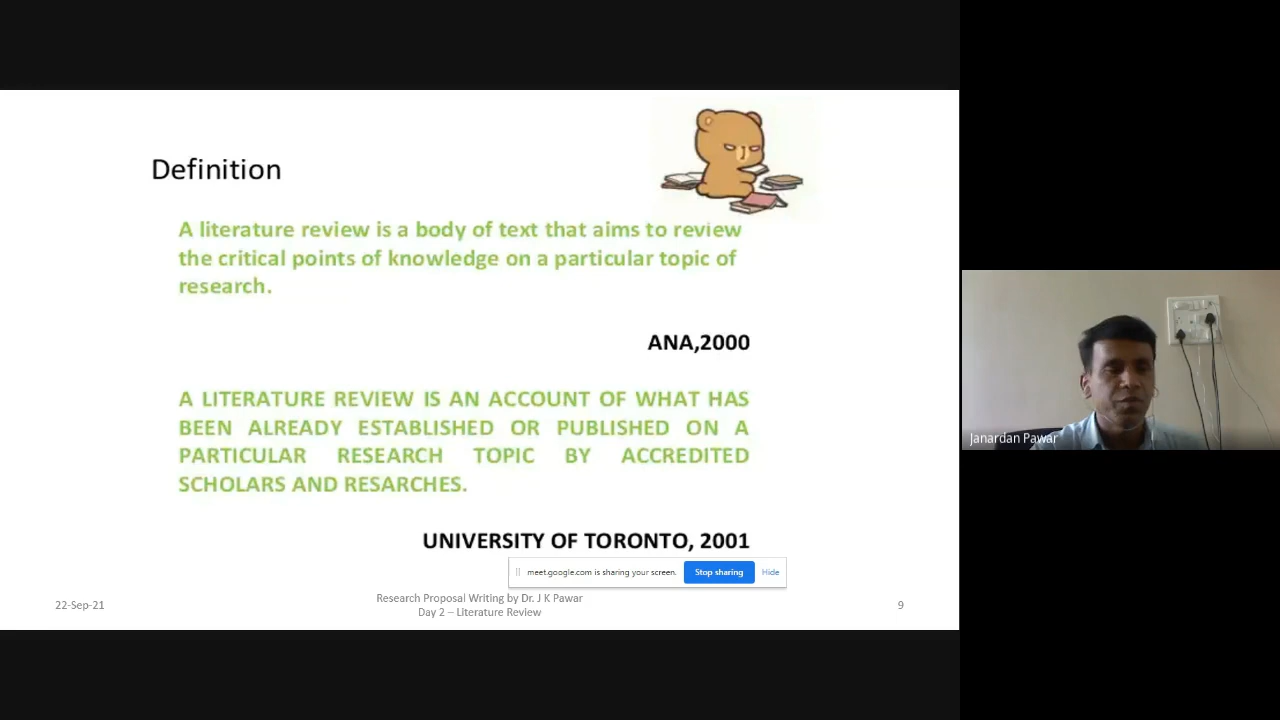 Definition
A literature review is a body of text that aims to review
the critical points of knowledge on a particular topic of
research.
ANA,2000
A LITERATURE REVIEW IS AN ACCOUNT OF WHAT HAS
BEEN ALREADY ESTABLISHED OR PUBLISHED ON A
PARTICULAR RESEARCH TOPIC BY ACCREDITED
SCHOLARS AND RESARCHES.
UNIVERSITY OF TORONTO, 2001
meet.google.com is sharing your screen. Stop sharing Hide
22-Sep-21
Research Proposal Writing by Dr. J K Pawar
Day 2 – Literature Review
9
Janardan Pawar